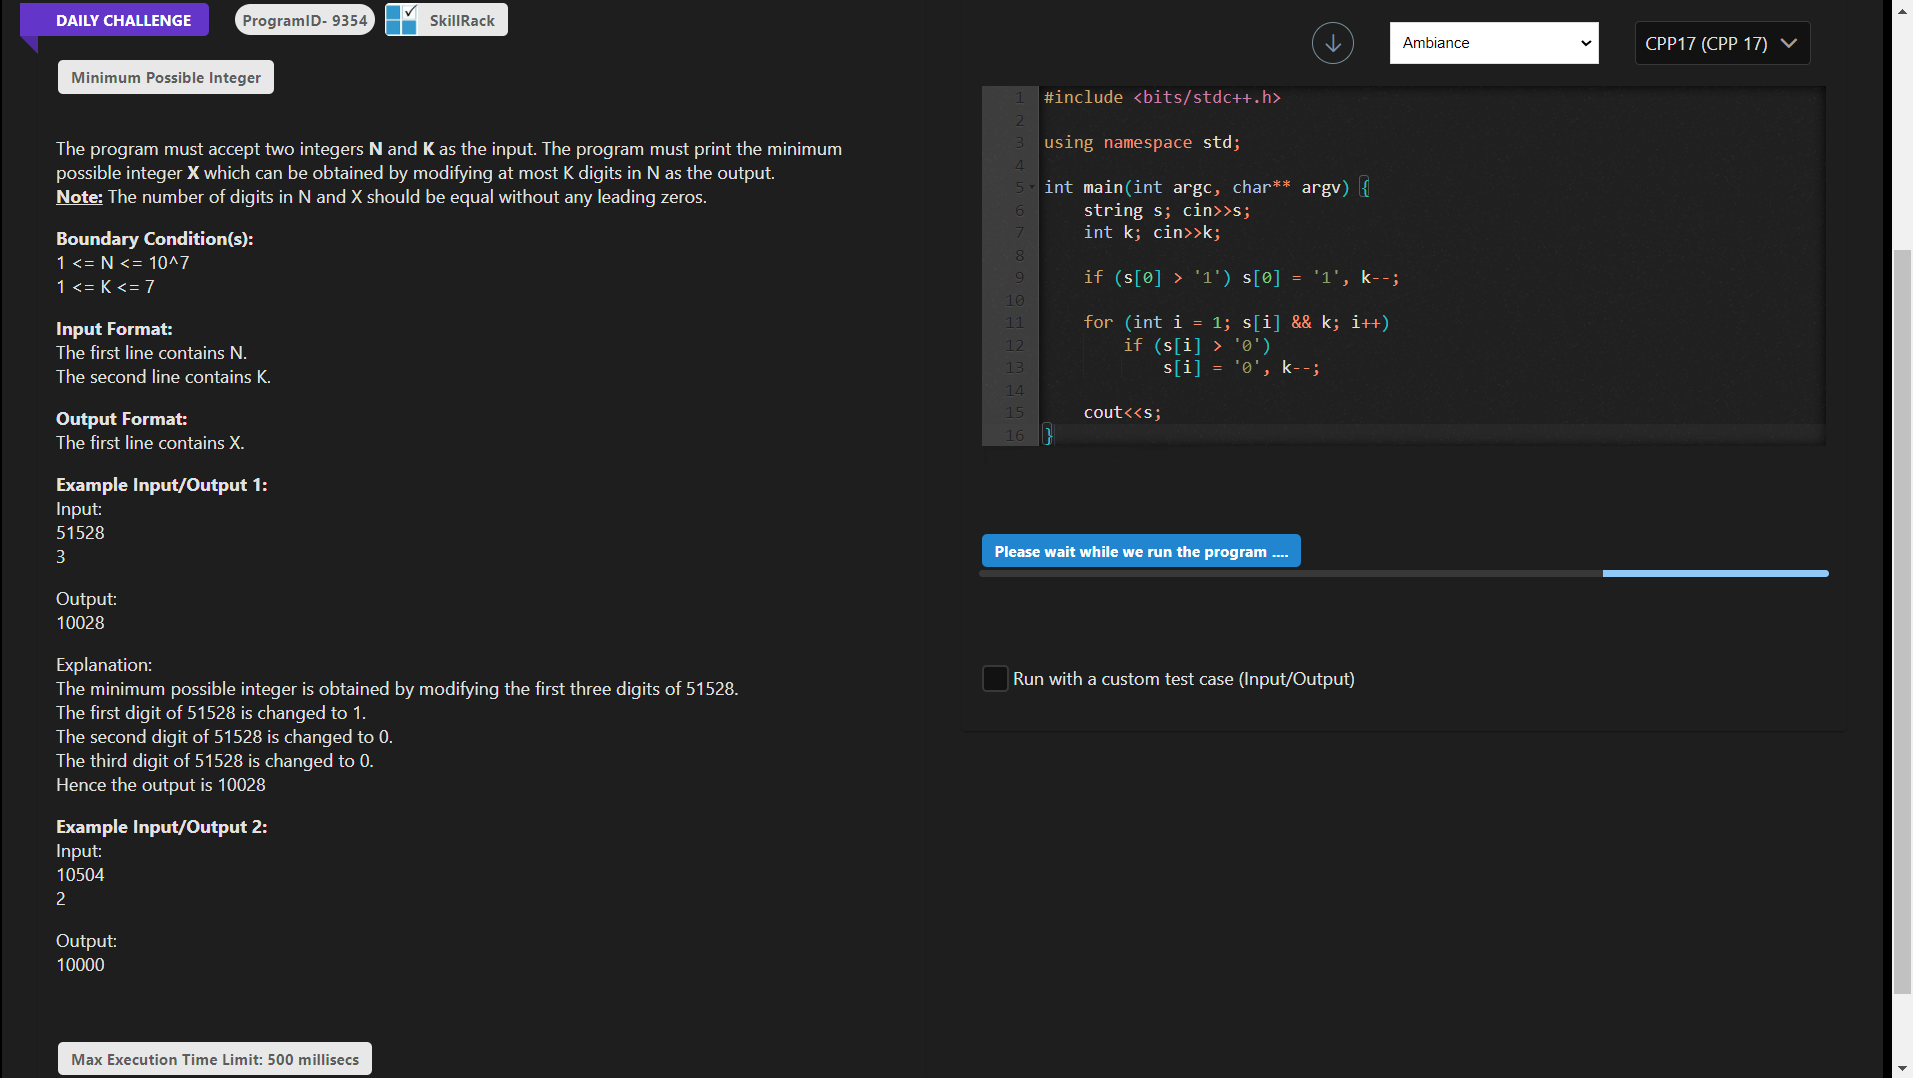 DAILY CHALLENGE
ProgramID- 9354
SkillRack
Minimum Possible Integer
The program must accept two integers N and K as the input. The program must print the minimum
possible integer X which can be obtained by modifying at most K digits in N as the output.
Note: The number of digits in N and X should be equal without any leading zeros.
Boundary Condition(s):
1 <= N <= 10^7
1 <= K <= 7
Input Format:
The first line contains N.
The second line contains K.
Output Format:
The first line contains X.
Example Input/Output 1:
Input:
51528
3
Output:
10028
Explanation:
The minimum possible integer is obtained by modifying the first three digits of 51528.
The first digit of 51528 is changed to 1.
The second digit of 51528 is changed to 0.
The third digit of 51528 is changed to 0.
Hence the output is 10028
Example Input/Output 2:
Input:
10504
2
Output:
10000
Max Execution Time Limit: 500 millisecs
Ambiance
CPP17 (CPP 17)
1 #include <bits/stdc++.h>
2
3 using namespace std;
4
5 int main(int argc, char** argv) {
6 string s; cin>>s;
7 int k; cin>>k;
8
9 if (s[0] > '1') s[0] = '1', k--;
10
11 for (int i = 1; s[i] && k; i++)
12 if (s[i] > '0')
13 s[i] = '0', k--;
14
15 cout<<s;
16 }
Please wait while we run the program ....
Run with a custom test case (Input/Output)